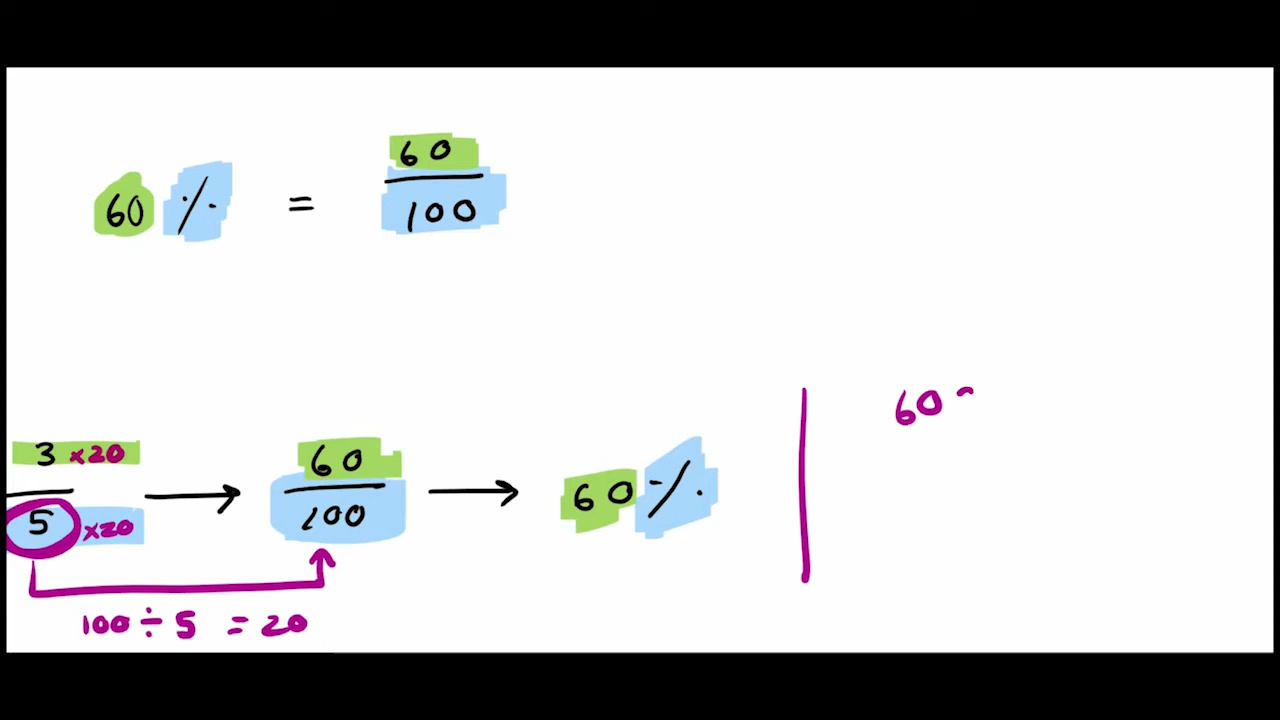 60 % = 60/100
3 ×20 / 5 ×20 → 60/100 → 60 %
100 ÷ 5 = 20
60